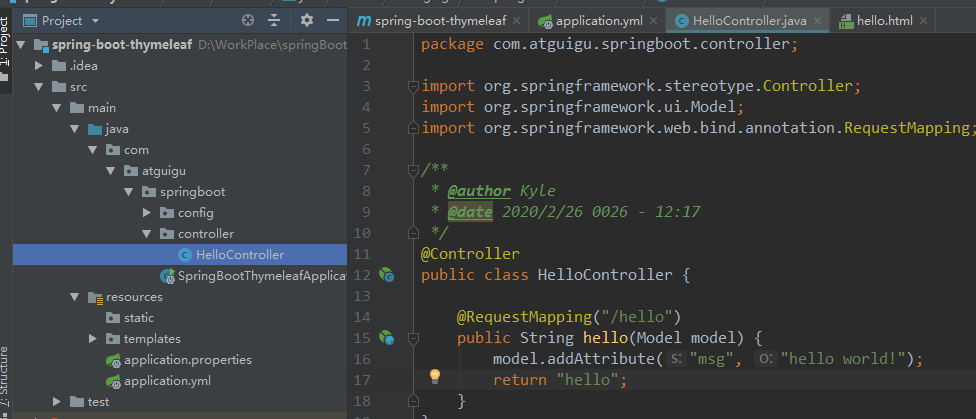 Project
spring-boot-thymeleaf
application.yml
HelloController.java
hello.html
1: Project
spring-boot-thymeleaf D:\WorkPlace\springBoot
.idea
src
main
java
com
atguigu
springboot
config
controller
HelloController
SpringBootThymeleafApplicat
resources
static
templates
application.properties
application.yml
test
7: Structure
1 package com.atguigu.springboot.controller;
2
3 import org.springframework.stereotype.Controller;
4 import org.springframework.ui.Model;
5 import org.springframework.web.bind.annotation.RequestMapping;
6
7 /**
8 * @author Kyle
9 * @date 2020/2/26 0026 - 12:17
10 */
11 @Controller
12 public class HelloController {
13
14 @RequestMapping("/hello")
15 public String hello(Model model) {
16 model.addAttribute( s: "msg", o: "hello world!");
17 return "hello";
18 }